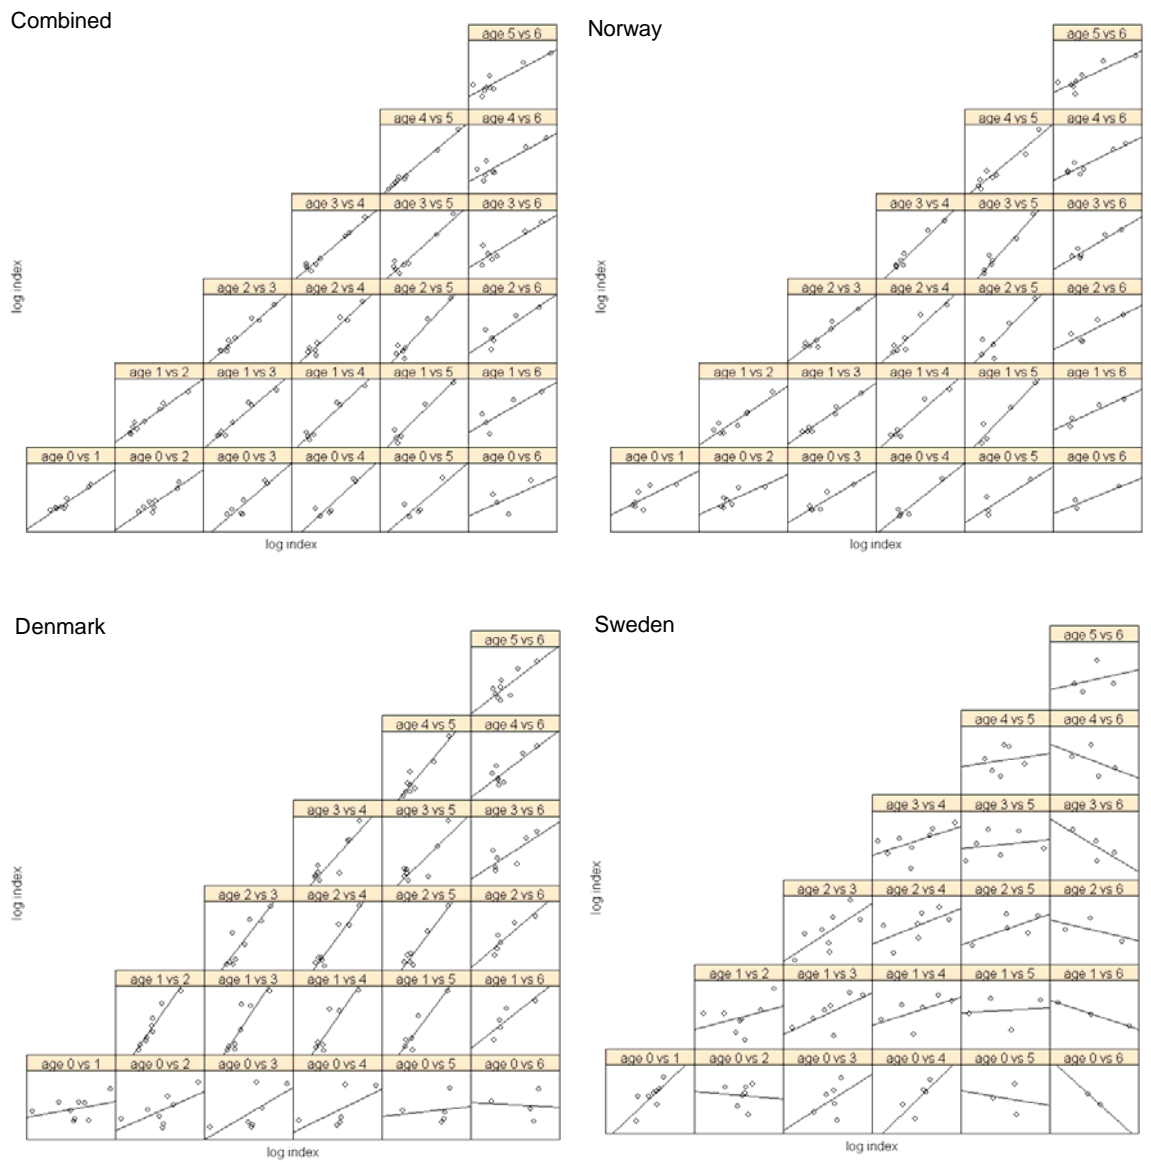 Combined
age 5 vs 6
age 4 vs 5 age 4 vs 6
age 3 vs 4 age 3 vs 5 age 3 vs 6
age 2 vs 3 age 2 vs 4 age 2 vs 5 age 2 vs 6
age 1 vs 2 age 1 vs 3 age 1 vs 4 age 1 vs 5 age 1 vs 6
age 0 vs 1 age 0 vs 2 age 0 vs 3 age 0 vs 4 age 0 vs 5 age 0 vs 6
log index
log index
Norway
age 5 vs 6
age 4 vs 5 age 4 vs 6
age 3 vs 4 age 3 vs 5 age 3 vs 6
age 2 vs 3 age 2 vs 4 age 2 vs 5 age 2 vs 6
age 1 vs 2 age 1 vs 3 age 1 vs 4 age 1 vs 5 age 1 vs 6
age 0 vs 1 age 0 vs 2 age 0 vs 3 age 0 vs 4 age 0 vs 5 age 0 vs 6
log index
log index
Denmark
age 5 vs 6
age 4 vs 5 age 4 vs 6
age 3 vs 4 age 3 vs 5 age 3 vs 6
age 2 vs 3 age 2 vs 4 age 2 vs 5 age 2 vs 6
age 1 vs 2 age 1 vs 3 age 1 vs 4 age 1 vs 5 age 1 vs 6
age 0 vs 1 age 0 vs 2 age 0 vs 3 age 0 vs 4 age 0 vs 5 age 0 vs 6
log index
log index
Sweden
age 5 vs 6
age 4 vs 5 age 4 vs 6
age 3 vs 4 age 3 vs 5 age 3 vs 6
age 2 vs 3 age 2 vs 4 age 2 vs 5 age 2 vs 6
age 1 vs 2 age 1 vs 3 age 1 vs 4 age 1 vs 5 age 1 vs 6
age 0 vs 1 age 0 vs 2 age 0 vs 3 age 0 vs 4 age 0 vs 5 age 0 vs 6
log index
log index